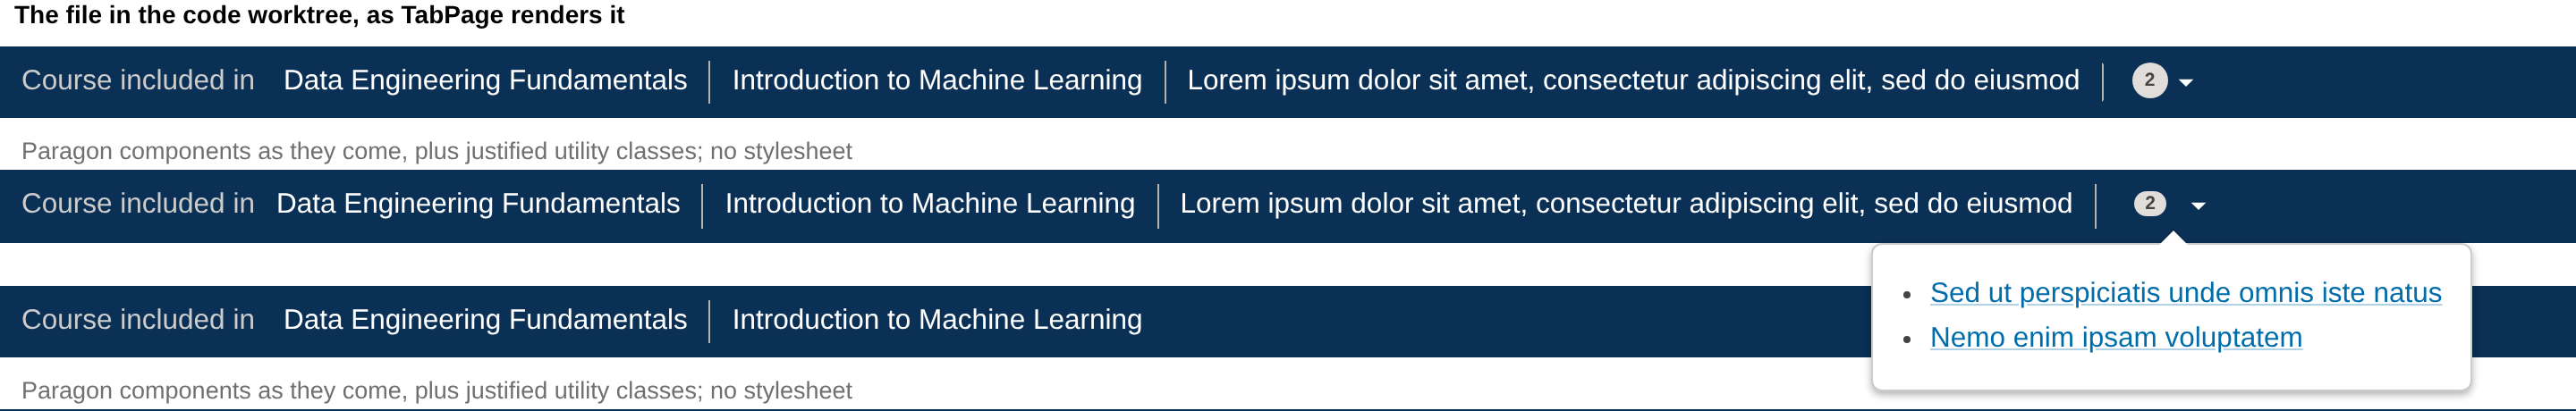 The file in the code worktree, as TabPage renders it
Course included in Data Engineering Fundamentals Introduction to Machine Learning Lorem ipsum dolor sit amet, consectetur adipiscing elit, sed do eiusmod 2
Paragon components as they come, plus justified utility classes; no stylesheet
Course included in Data Engineering Fundamentals Introduction to Machine Learning Lorem ipsum dolor sit amet, consectetur adipiscing elit, sed do eiusmod 2
Sed ut perspiciatis unde omnis iste natus
Course included in Data Engineering Fundamentals Introduction to Machine Learning
Nemo enim ipsam voluptatem
Paragon components as they come, plus justified utility classes; no stylesheet